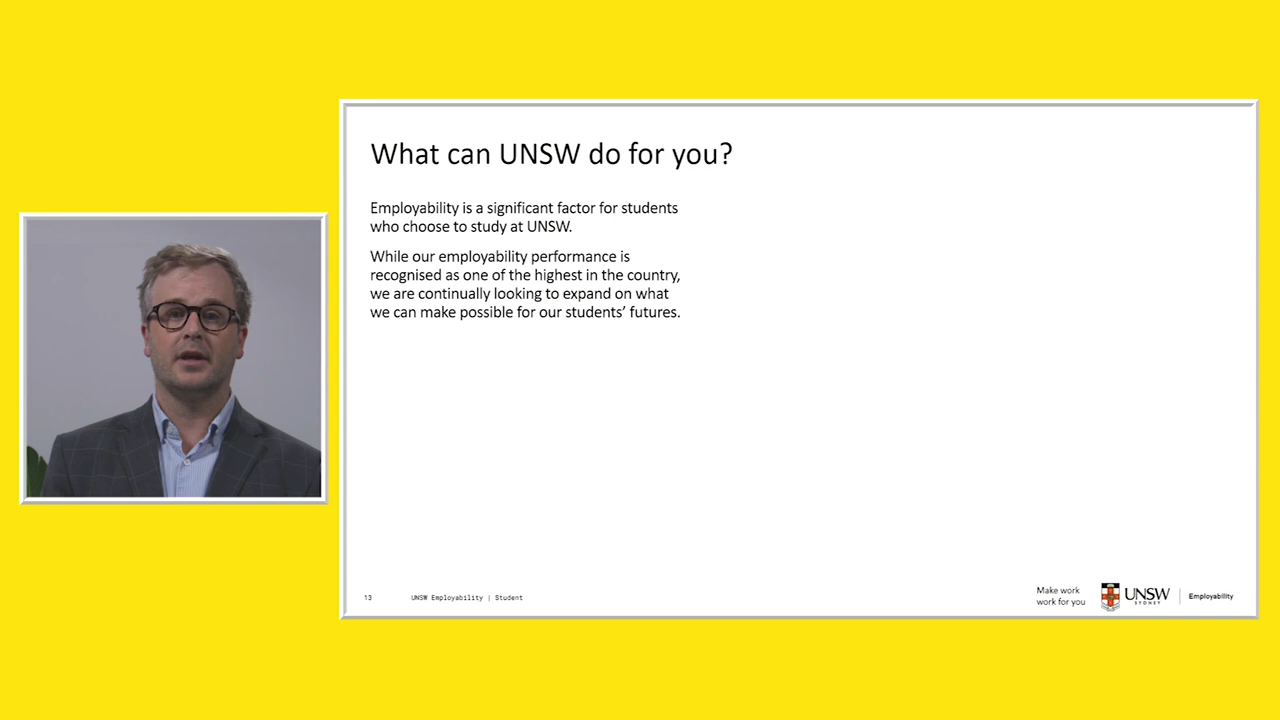 What can UNSW do for you?
Employability is a significant factor for students
who choose to study at UNSW.
While our employability performance is
recognised as one of the highest in the country,
we are continually looking to expand on what
we can make possible for our students’ futures.
13
UNSW Employability | Student
Make work
work for you
UNSW
SYDNEY
Employability